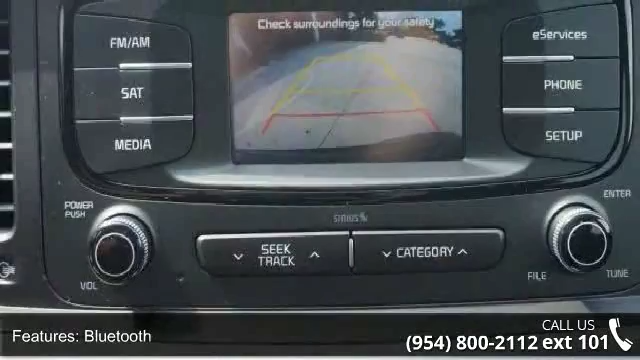 Check surroundings for your safety
FM/AM
eServices
SAT
PHONE
MEDIA
SETUP
POWER
PUSH
ENTER
SIRIUS
SEEK
TRACK
CATEGORY
VOL
FILE
TUNE
Features: Bluetooth
CALL US
(954) 800-2112 ext 101